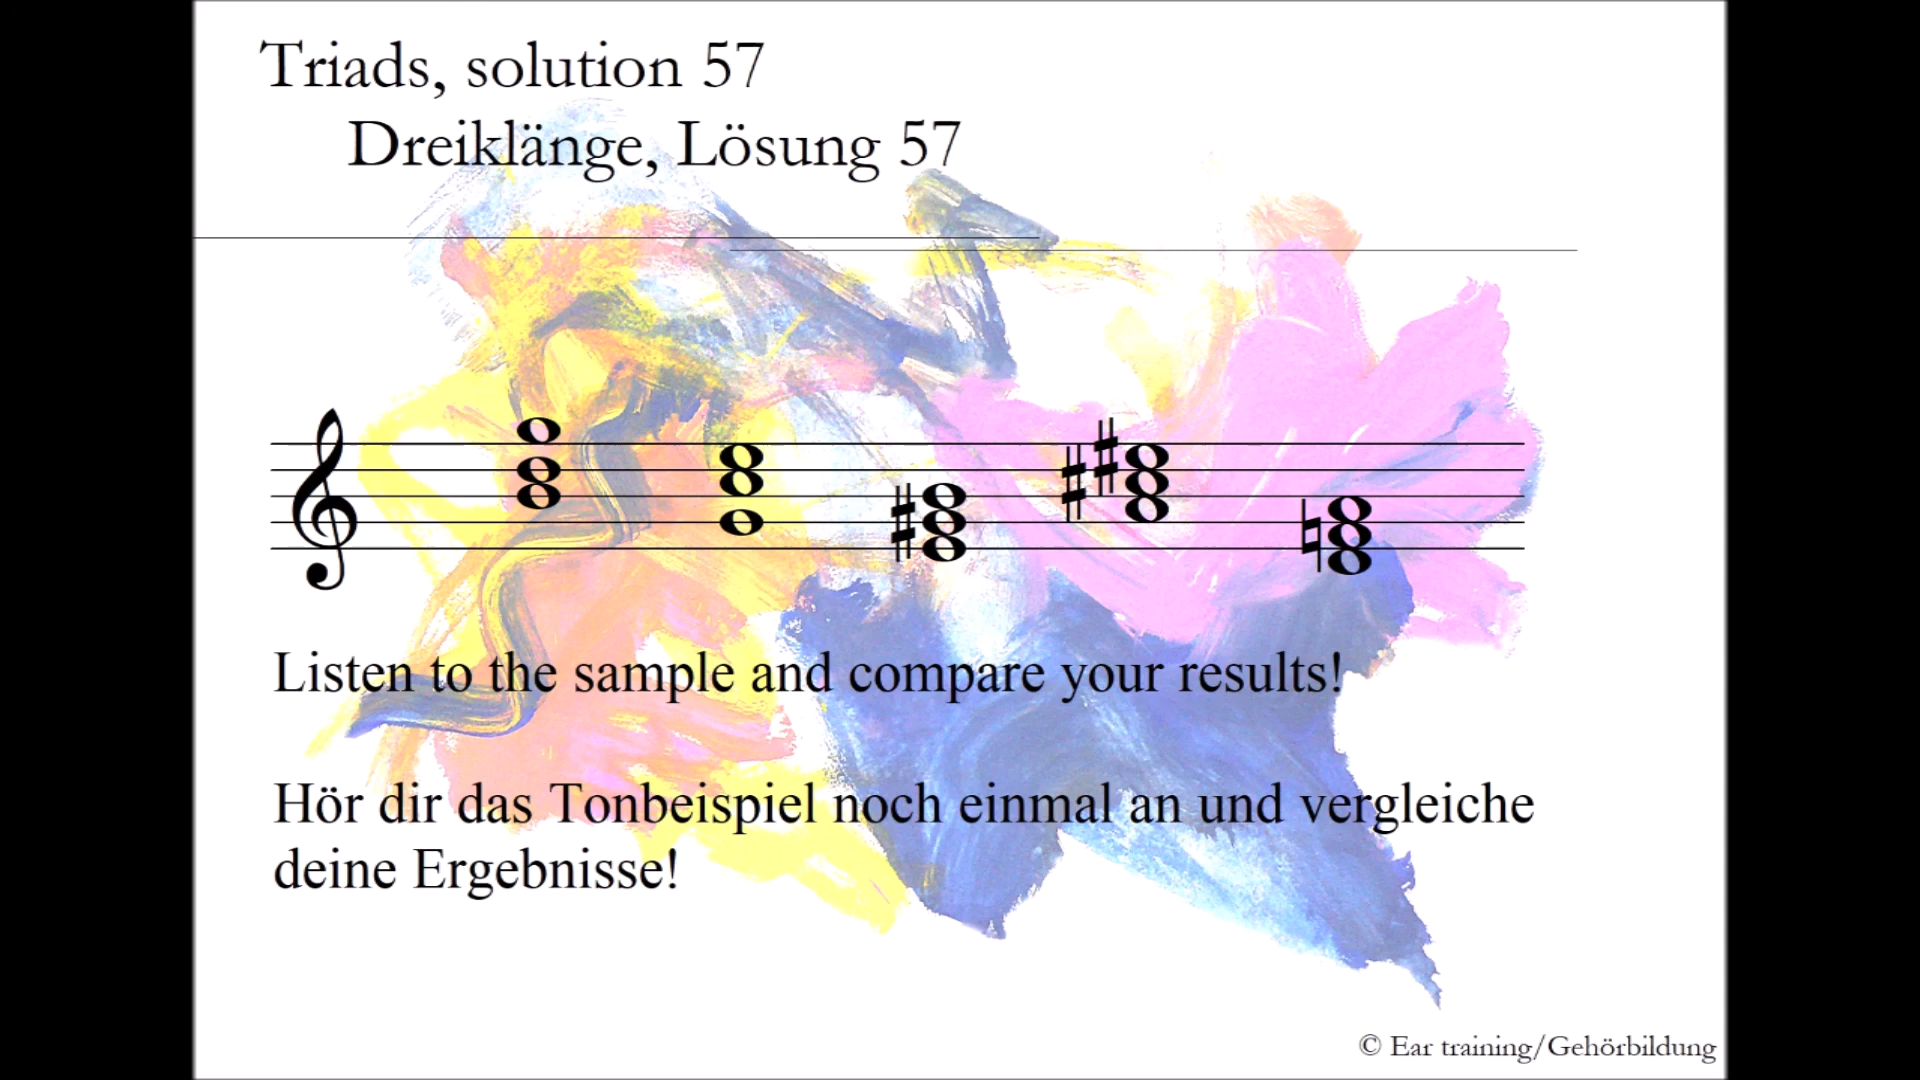 Triads, solution 57
Dreiklänge, Lösung 57
Listen to the sample and compare your results!
Hör dir das Tonbeispiel noch einmal an und vergleiche
deine Ergebnisse!
© Ear training/Gehörbildung